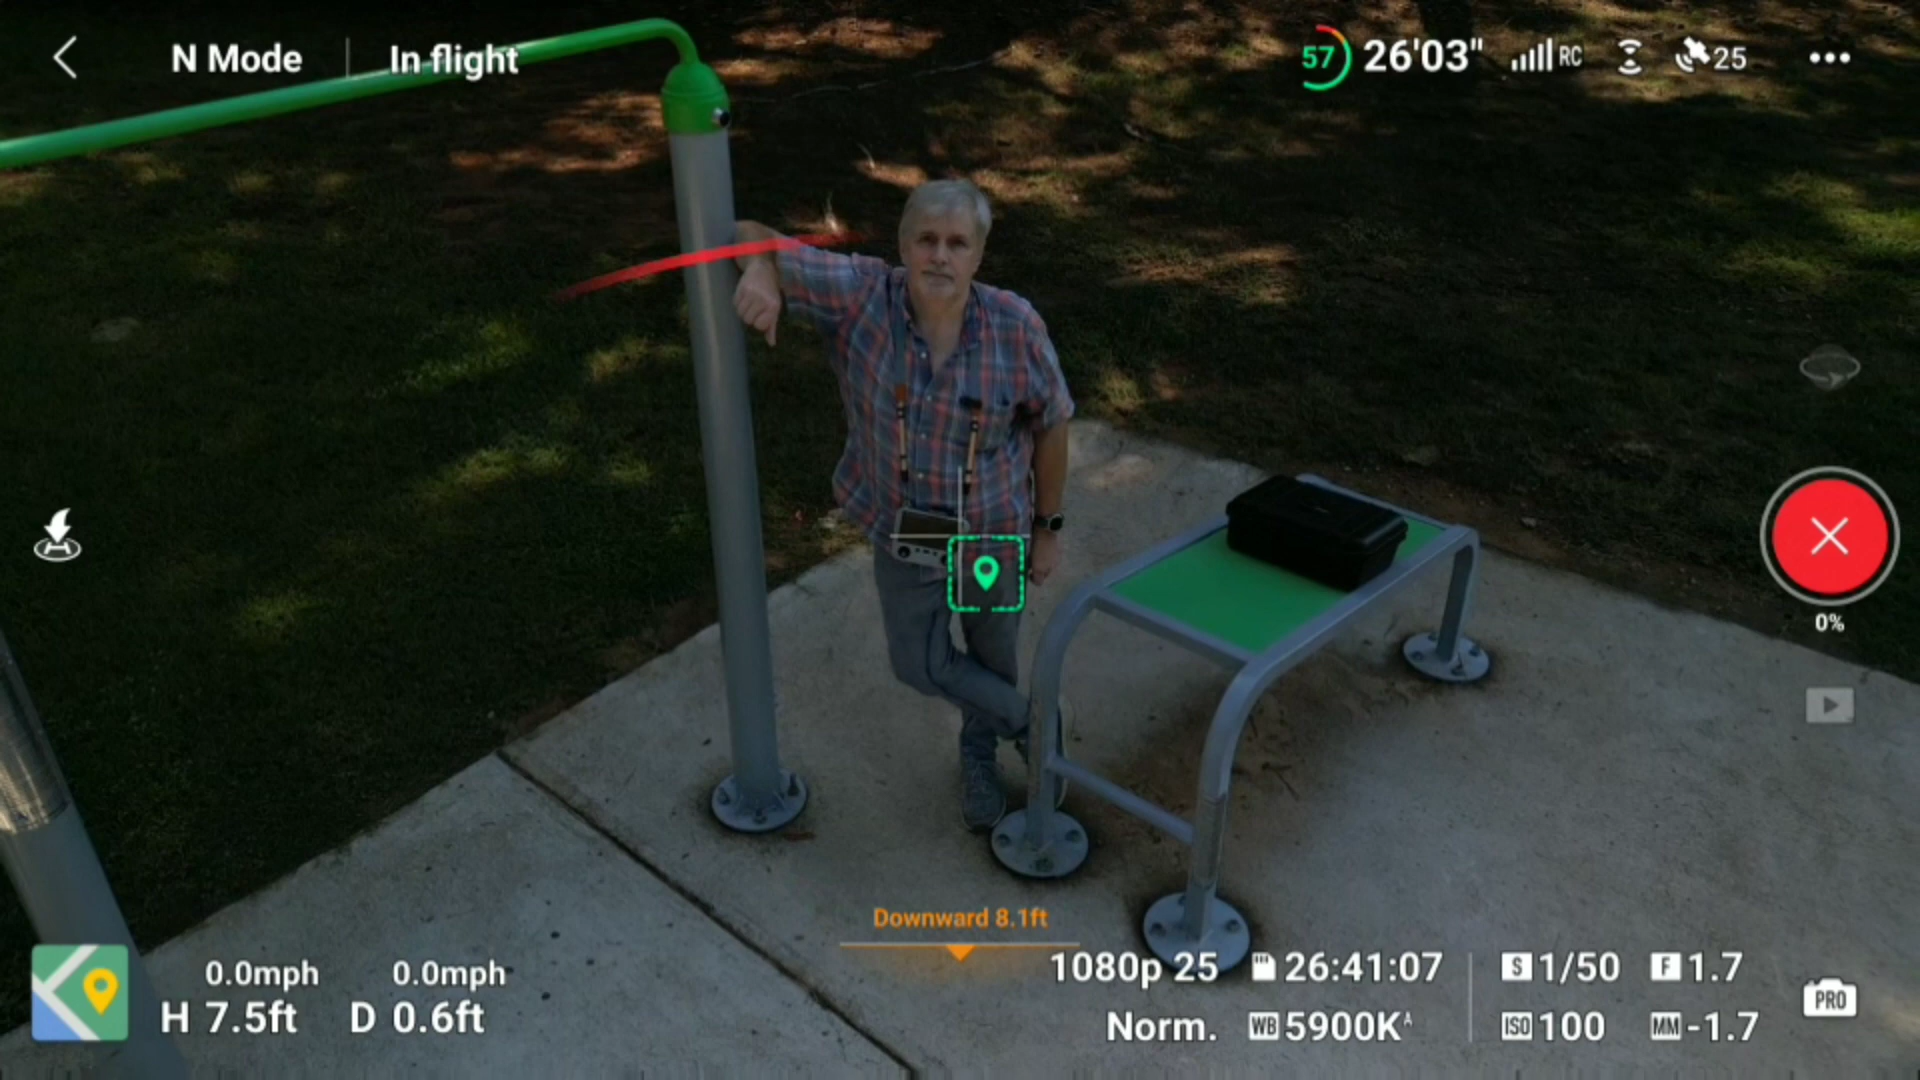 N Mode | In flight
57 26'03" RC 25
0%
Downward 8.1ft
0.0mph 0.0mph
H 7.5ft D 0.6ft
1080p 25 26:41:07 S 1/50 F 1.7
Norm. WB 5900K A ISO 100 MM -1.7
PRO